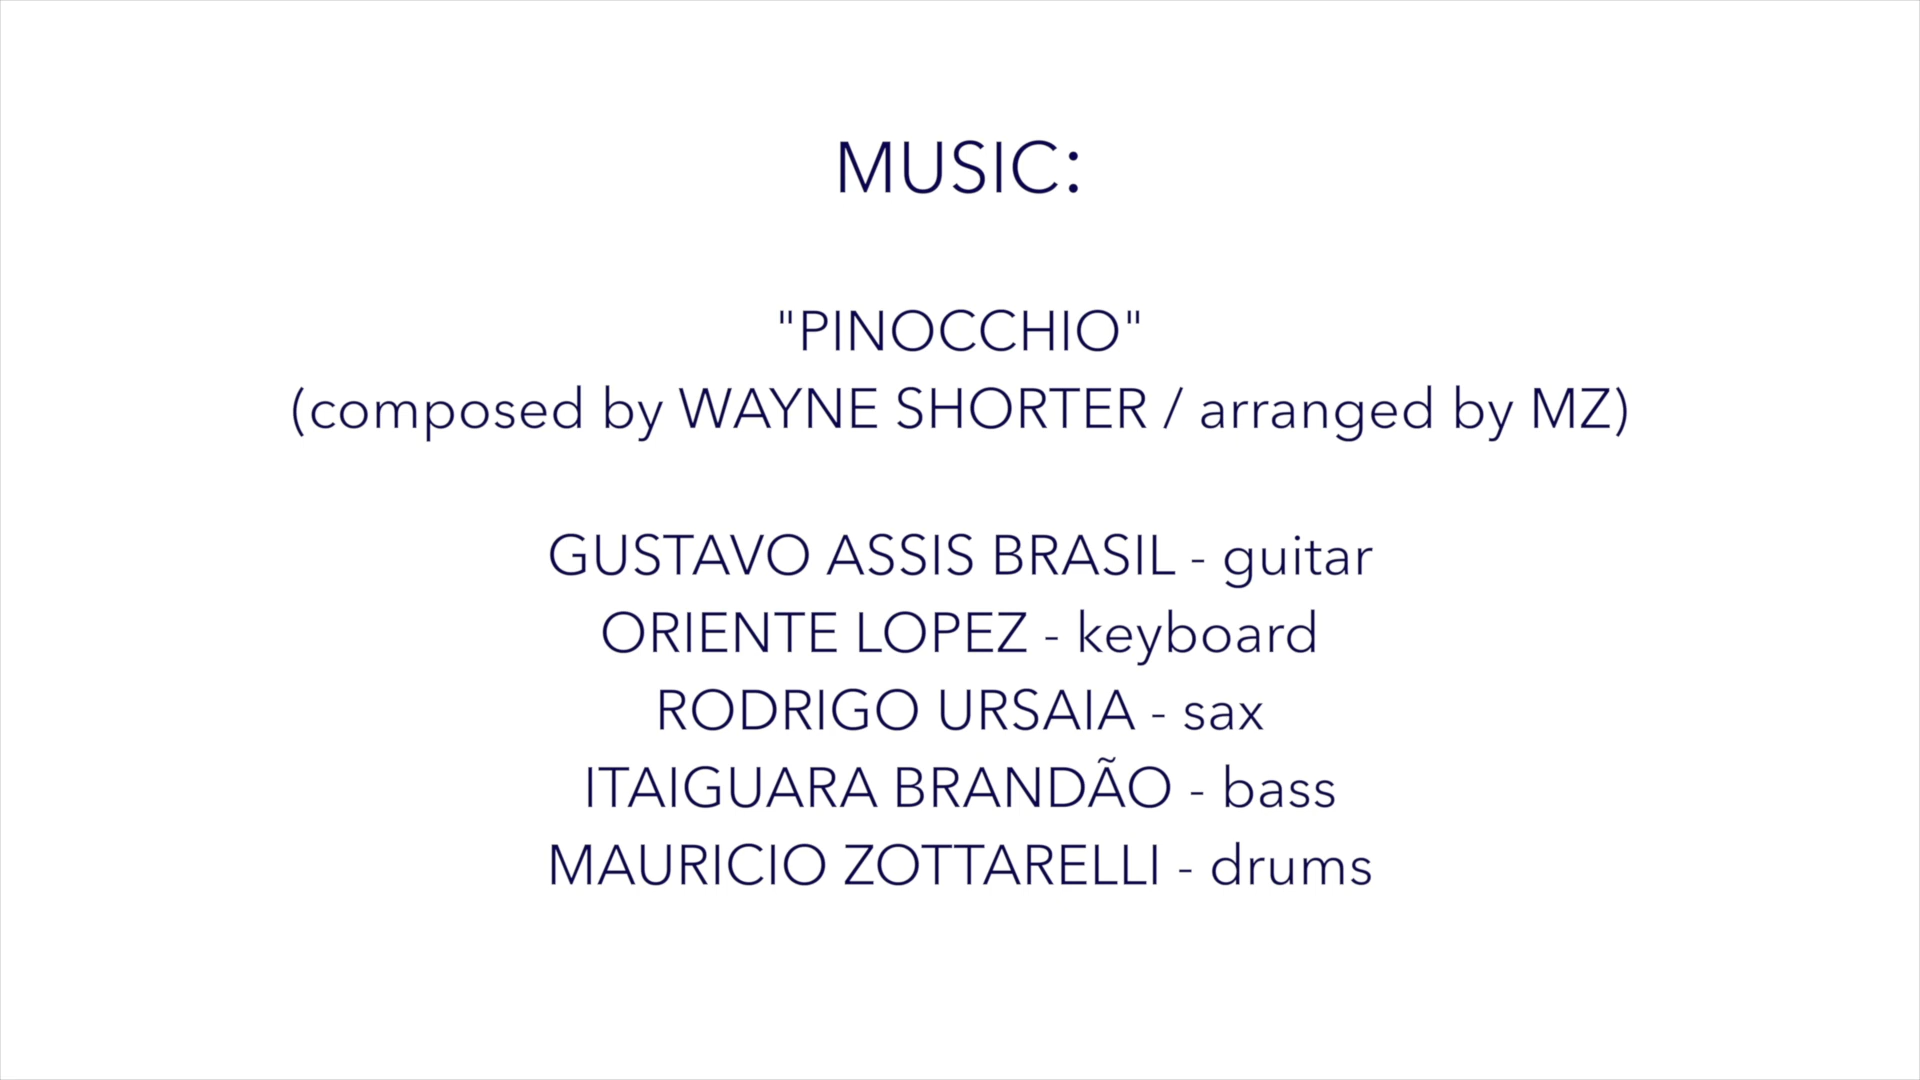 MUSIC:
"PINOCCHIO"
(composed by WAYNE SHORTER / arranged by MZ)
GUSTAVO ASSIS BRASIL - guitar
ORIENTE LOPEZ - keyboard
RODRIGO URSAIA - sax
ITAIGUARA BRANDÃO - bass
MAURICIO ZOTTARELLI - drums